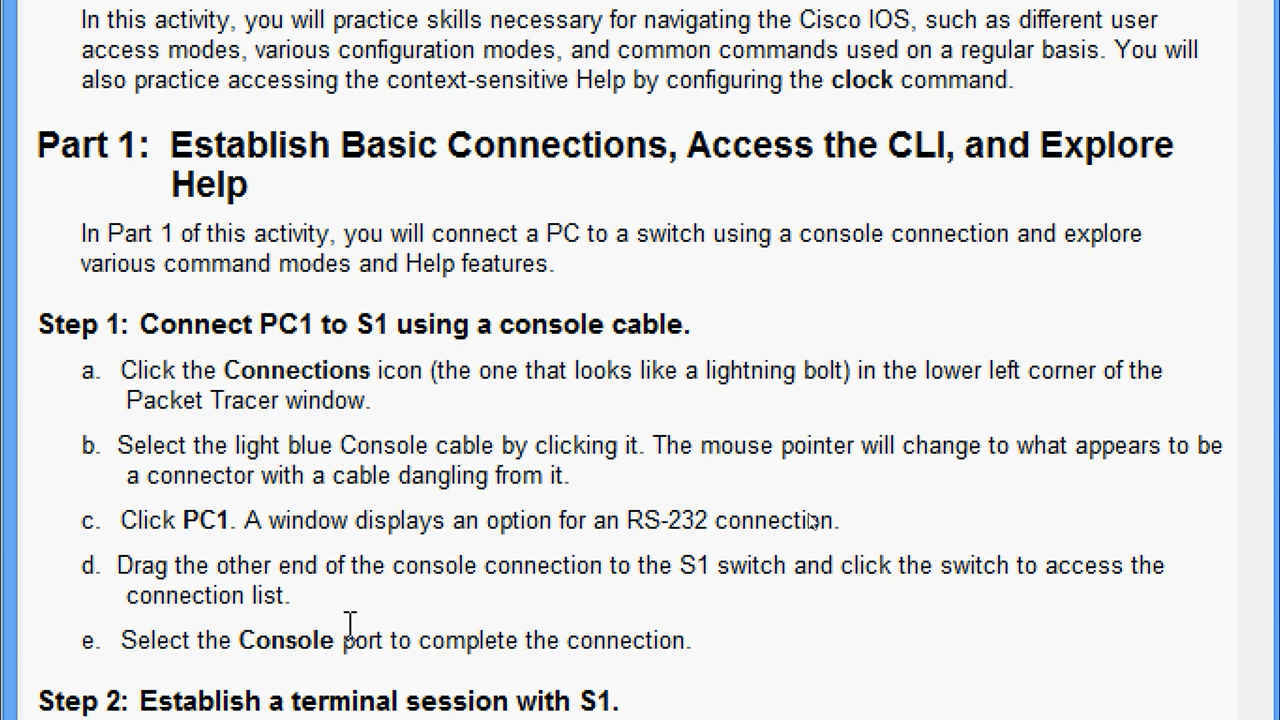 In this activity, you will practice skills necessary for navigating the Cisco IOS, such as different user
access modes, various configuration modes, and common commands used on a regular basis. You will
also practice accessing the context-sensitive Help by configuring the clock command.
Part 1: Establish Basic Connections, Access the CLI, and Explore
Help
In Part 1 of this activity, you will connect a PC to a switch using a console connection and explore
various command modes and Help features.
Step 1: Connect PC1 to S1 using a console cable.
a. Click the Connections icon (the one that looks like a lightning bolt) in the lower left corner of the
Packet Tracer window.
b. Select the light blue Console cable by clicking it. The mouse pointer will change to what appears to be
a connector with a cable dangling from it.
c. Click PC1. A window displays an option for an RS-232 connection.
d. Drag the other end of the console connection to the S1 switch and click the switch to access the
connection list.
e. Select the Console port to complete the connection.
Step 2: Establish a terminal session with S1.